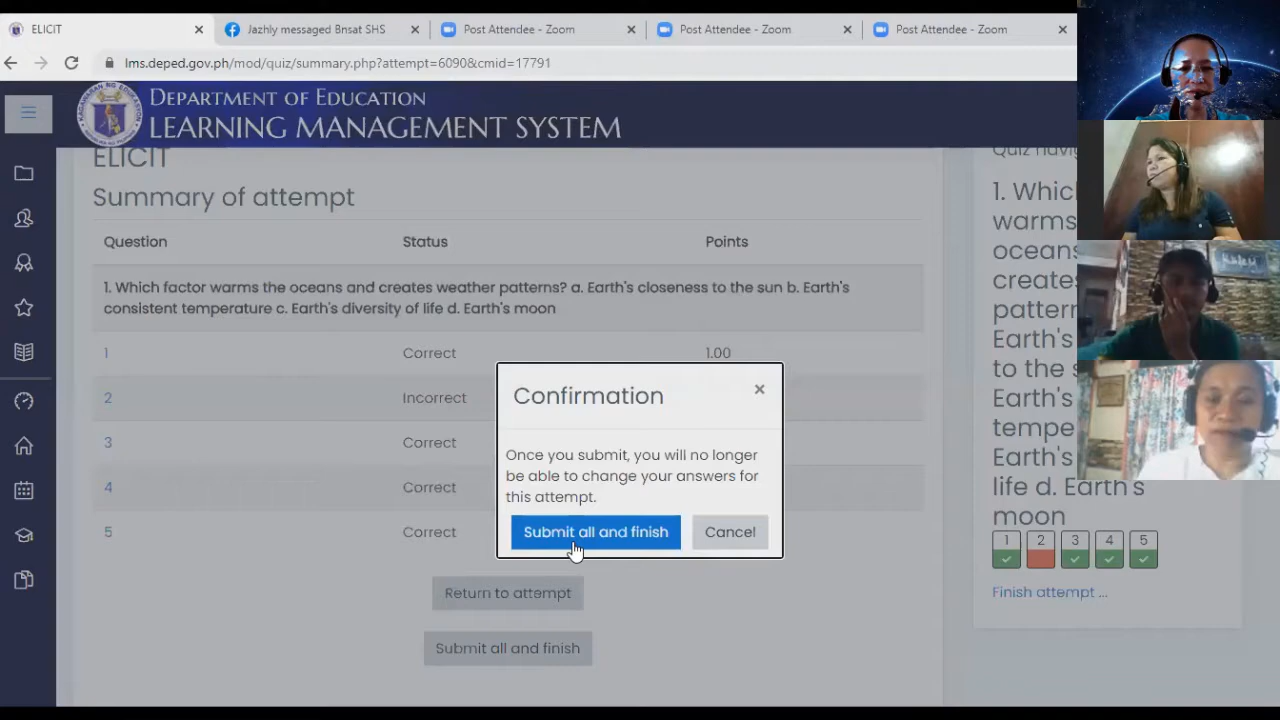 ELICIT
Jazhly messaged Bnsat SHS
Post Attendee - Zoom
Post Attendee - Zoom
Post Attendee - Zoom
lms.deped.gov.ph/mod/quiz/summary.php?attempt=6090&cmid=17791
DEPARTMENT OF EDUCATION
LEARNING MANAGEMENT SYSTEM
ELICIT
Summary of attempt
Question Status Points
1. Which factor warms the oceans and creates weather patterns? a. Earth's closeness to the sun b. Earth's
consistent temperature c. Earth's diversity of life d. Earth's moon
1 Correct 1.00
2 Incorrect
3 Correct
4 Correct
5 Correct
Return to attempt
Submit all and finish
Confirmation
Once you submit, you will no longer
be able to change your answers for
this attempt.
Submit all and finish Cancel
Quiz
1. Which
warms
oceans
creates
Earth's
to the
Earth's
Earth's
life d. Earth's
moon
1 2 3 4 5
Finish attempt ...